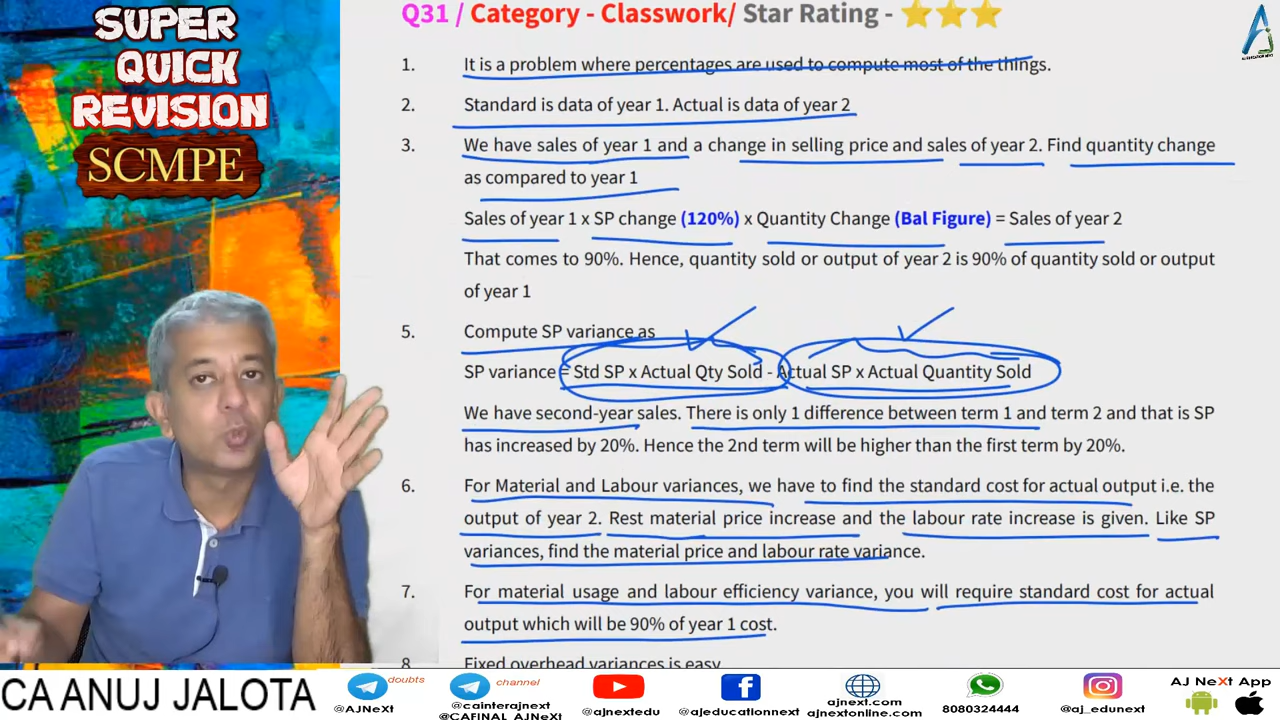 SUPER
QUICK
REVISION
SCMPE
Q31 / Category - Classwork/ Star Rating - ⭐⭐⭐
1. It is a problem where percentages are used to compute most of the things.
2. Standard is data of year 1. Actual is data of year 2
3. We have sales of year 1 and a change in selling price and sales of year 2. Find quantity change
as compared to year 1
Sales of year 1 x SP change (120%) x Quantity Change (Bal Figure) = Sales of year 2
That comes to 90%. Hence, quantity sold or output of year 2 is 90% of quantity sold or output
of year 1
5. Compute SP variance as
SP variance = Std SP x Actual Qty Sold - Actual SP x Actual Quantity Sold
We have second-year sales. There is only 1 difference between term 1 and term 2 and that is SP
has increased by 20%. Hence the 2nd term will be higher than the first term by 20%.
6. For Material and Labour variances, we have to find the standard cost for actual output i.e. the
output of year 2. Rest material price increase and the labour rate increase is given. Like SP
variances, find the material price and labour rate variance.
7. For material usage and labour efficiency variance, you will require standard cost for actual
output which will be 90% of year 1 cost.
8. Fixed overhead variances is easy
CA ANUJ JALOTA
doubts
@AJNeXt
channel
@cainterajnext
@CAFINAL_AJNeXt
@ajnextedu
@ajeducationnext
ajnext.com
ajnextonline.com
8080324444
@aj_edunext
AJ NeXt App